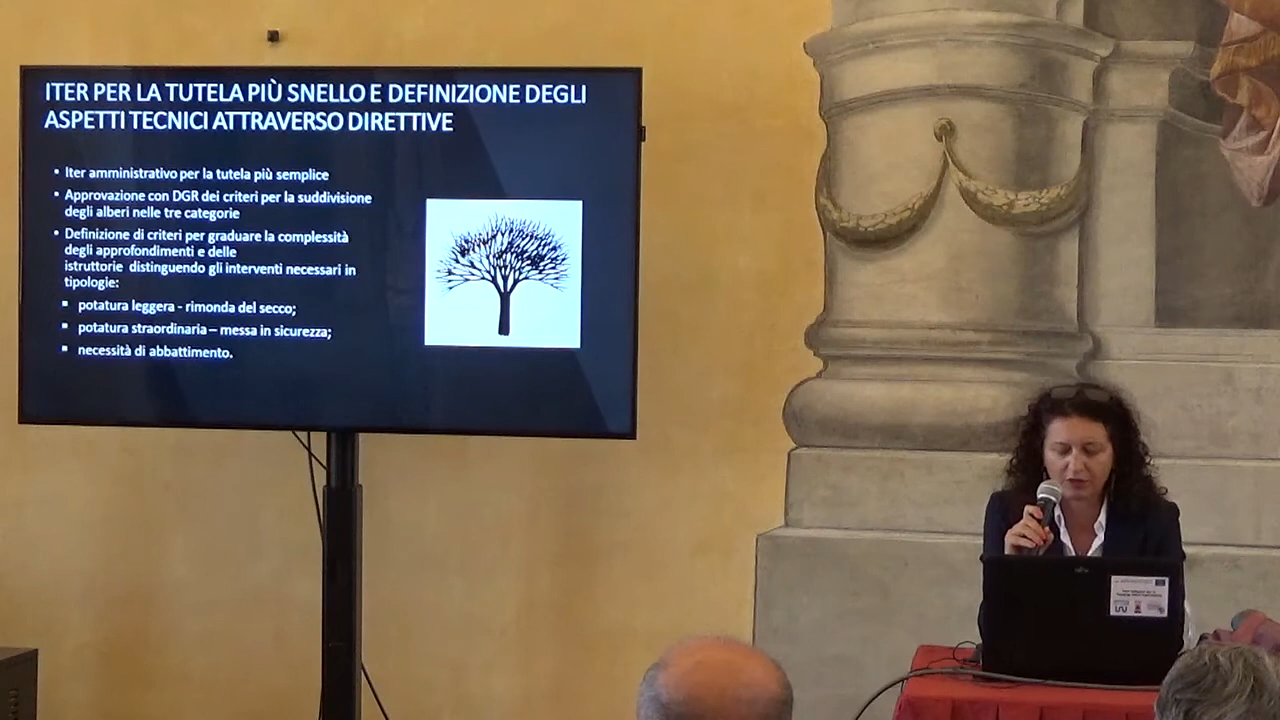 ITER PER LA TUTELA PIÙ SNELLO E DEFINIZIONE DEGLI
ASPETTI TECNICI ATTRAVERSO DIRETTIVE
• Iter amministrativo per la tutela più semplice
• Approvazione con DGR dei criteri per la suddivisione
degli alberi nelle tre categorie
• Definizione di criteri per graduare la complessità
degli approfondimenti e delle
istruttorie distinguendo gli interventi necessari in
tipologie:
▪ potatura leggera - rimonda del secco;
▪ potatura straordinaria – messa in sicurezza;
▪ necessità di abbattimento.